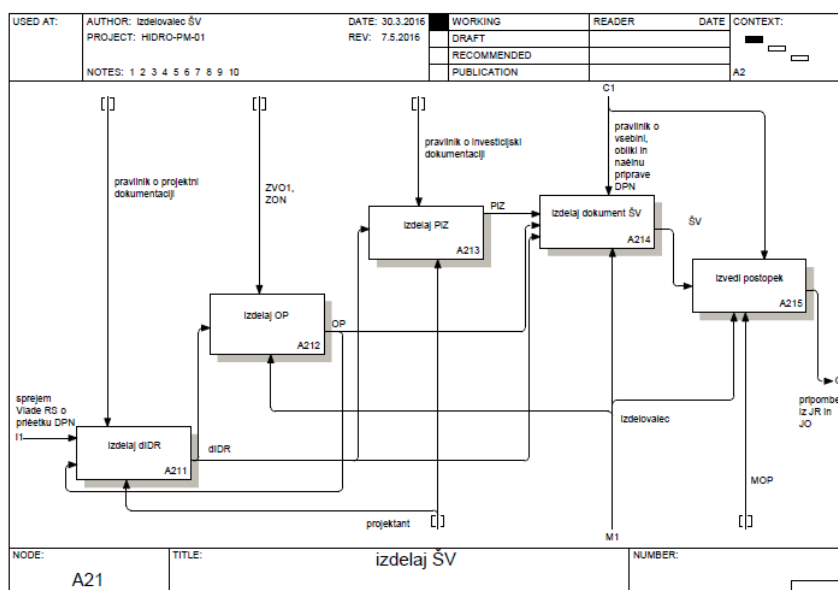 USED AT:
AUTHOR: Izdelovalec ŠV
DATE: 30.3.2016
WORKING
READER
DATE
CONTEXT:
PROJECT: HIDRO-PM-01
REV: 7.5.2016
DRAFT
RECOMMENDED
NOTES: 1 2 3 4 5 6 7 8 9 10
PUBLICATION
A2
C1
pravilnik o projektni
dokumentaciji
ZVO1,
ZON
pravilnik o investicijski
dokumentaciji
pravilnik o
vsebini,
obliki in
naèinu
priprave
DPN
izdelaj PIZ
A213
PIZ
izdelaj dokument ŠV
A214
ŠV
izvedi postopek
A215
izdelaj OP
A212
OP
sprejem
Vlade RS o
prièetku DPN
I1
izdelaj dIDR
A211
dIDR
izdelovalec
pripombe
iz JR in
JO
MOP
projektant
M1
NODE:
A21
TITLE:
izdelaj ŠV
NUMBER: